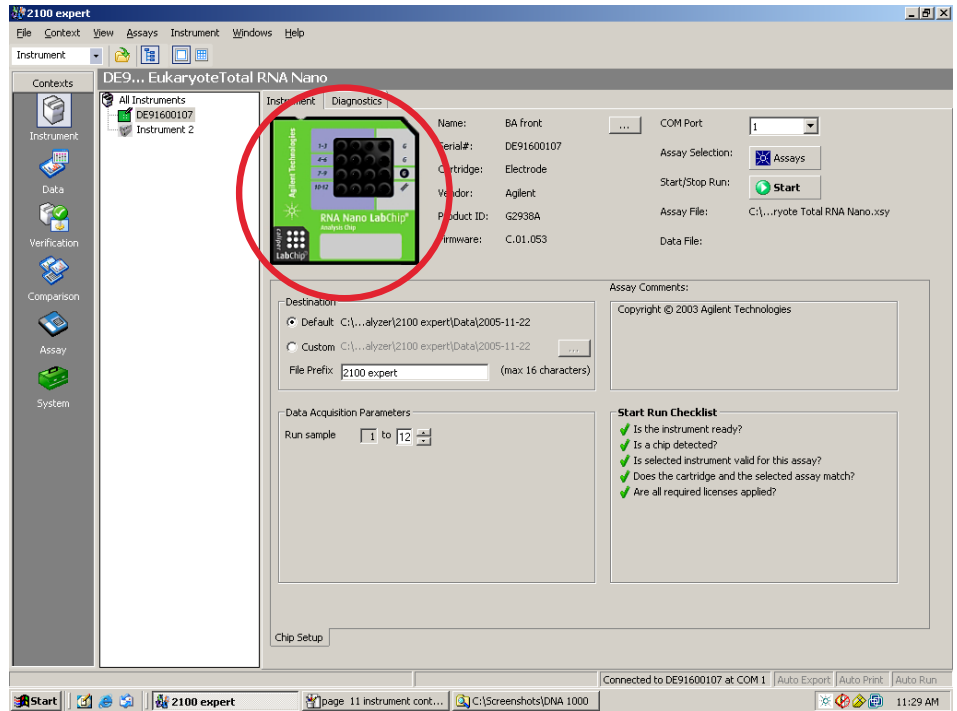 2100 expert
File Context View Assays Instrument Windows Help
Instrument
Contexts
Instrument
Data
Verification
Comparison
Assay
System
DE9... EukaryoteTotal RNA Nano
All Instruments
DE91600107
Instrument 2
Instrument Diagnostics
Agilent Technologies
1-3 6
4-6 6
7-9 G
10-12
RNA Nano LabChip®
Analysis Chip
caliper
LabChip
Name: BA front ...
Serial#: DE91600107
Cartridge: Electrode
Vendor: Agilent
Product ID: G2938A
Firmware: C.01.053
COM Port 1
Assay Selection: Assays
Start/Stop Run: Start
Assay File: C:\...ryote Total RNA Nano.xsy
Data File:
Destination
Default C:\...alyzer\2100 expert\Data\2005-11-22
Custom C:\...alyzer\2100 expert\Data\2005-11-22 ...
File Prefix 2100 expert (max 16 characters)
Assay Comments:
Copyright © 2003 Agilent Technologies
Data Acquisition Parameters
Run sample 1 to 12
Start Run Checklist
Is the instrument ready?
Is a chip detected?
Is selected instrument valid for this assay?
Does the cartridge and the selected assay match?
Are all required licenses applied?
Chip Setup
Connected to DE91600107 at COM 1 Auto Export Auto Print Auto Run
Start 2100 expert page 11 instrument cont... C:\Screenshots\DNA 1000 11:29 AM